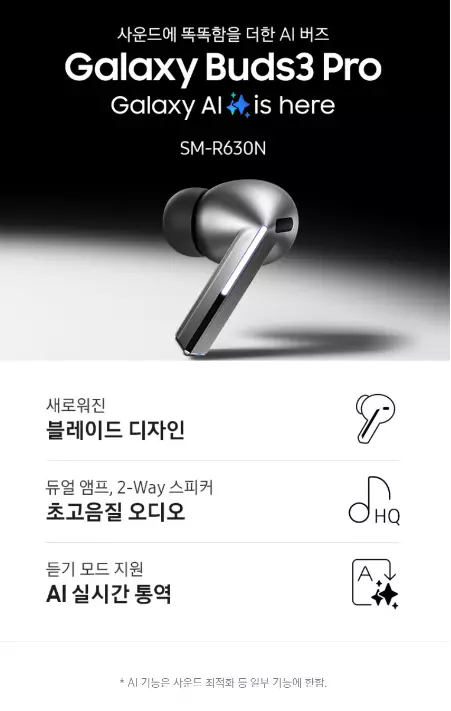 사운드에 똑똑함을 더한 AI 버즈
Galaxy Buds3 Pro
Galaxy AI is here
SM-R630N
새로워진
블레이드 디자인
듀얼 앰프, 2-Way 스피커
초고음질 오디오
HQ
듣기 모드 지원
AI 실시간 통역
A
* AI 기능은 사운드 최적화 등 일부 기능에 한함.